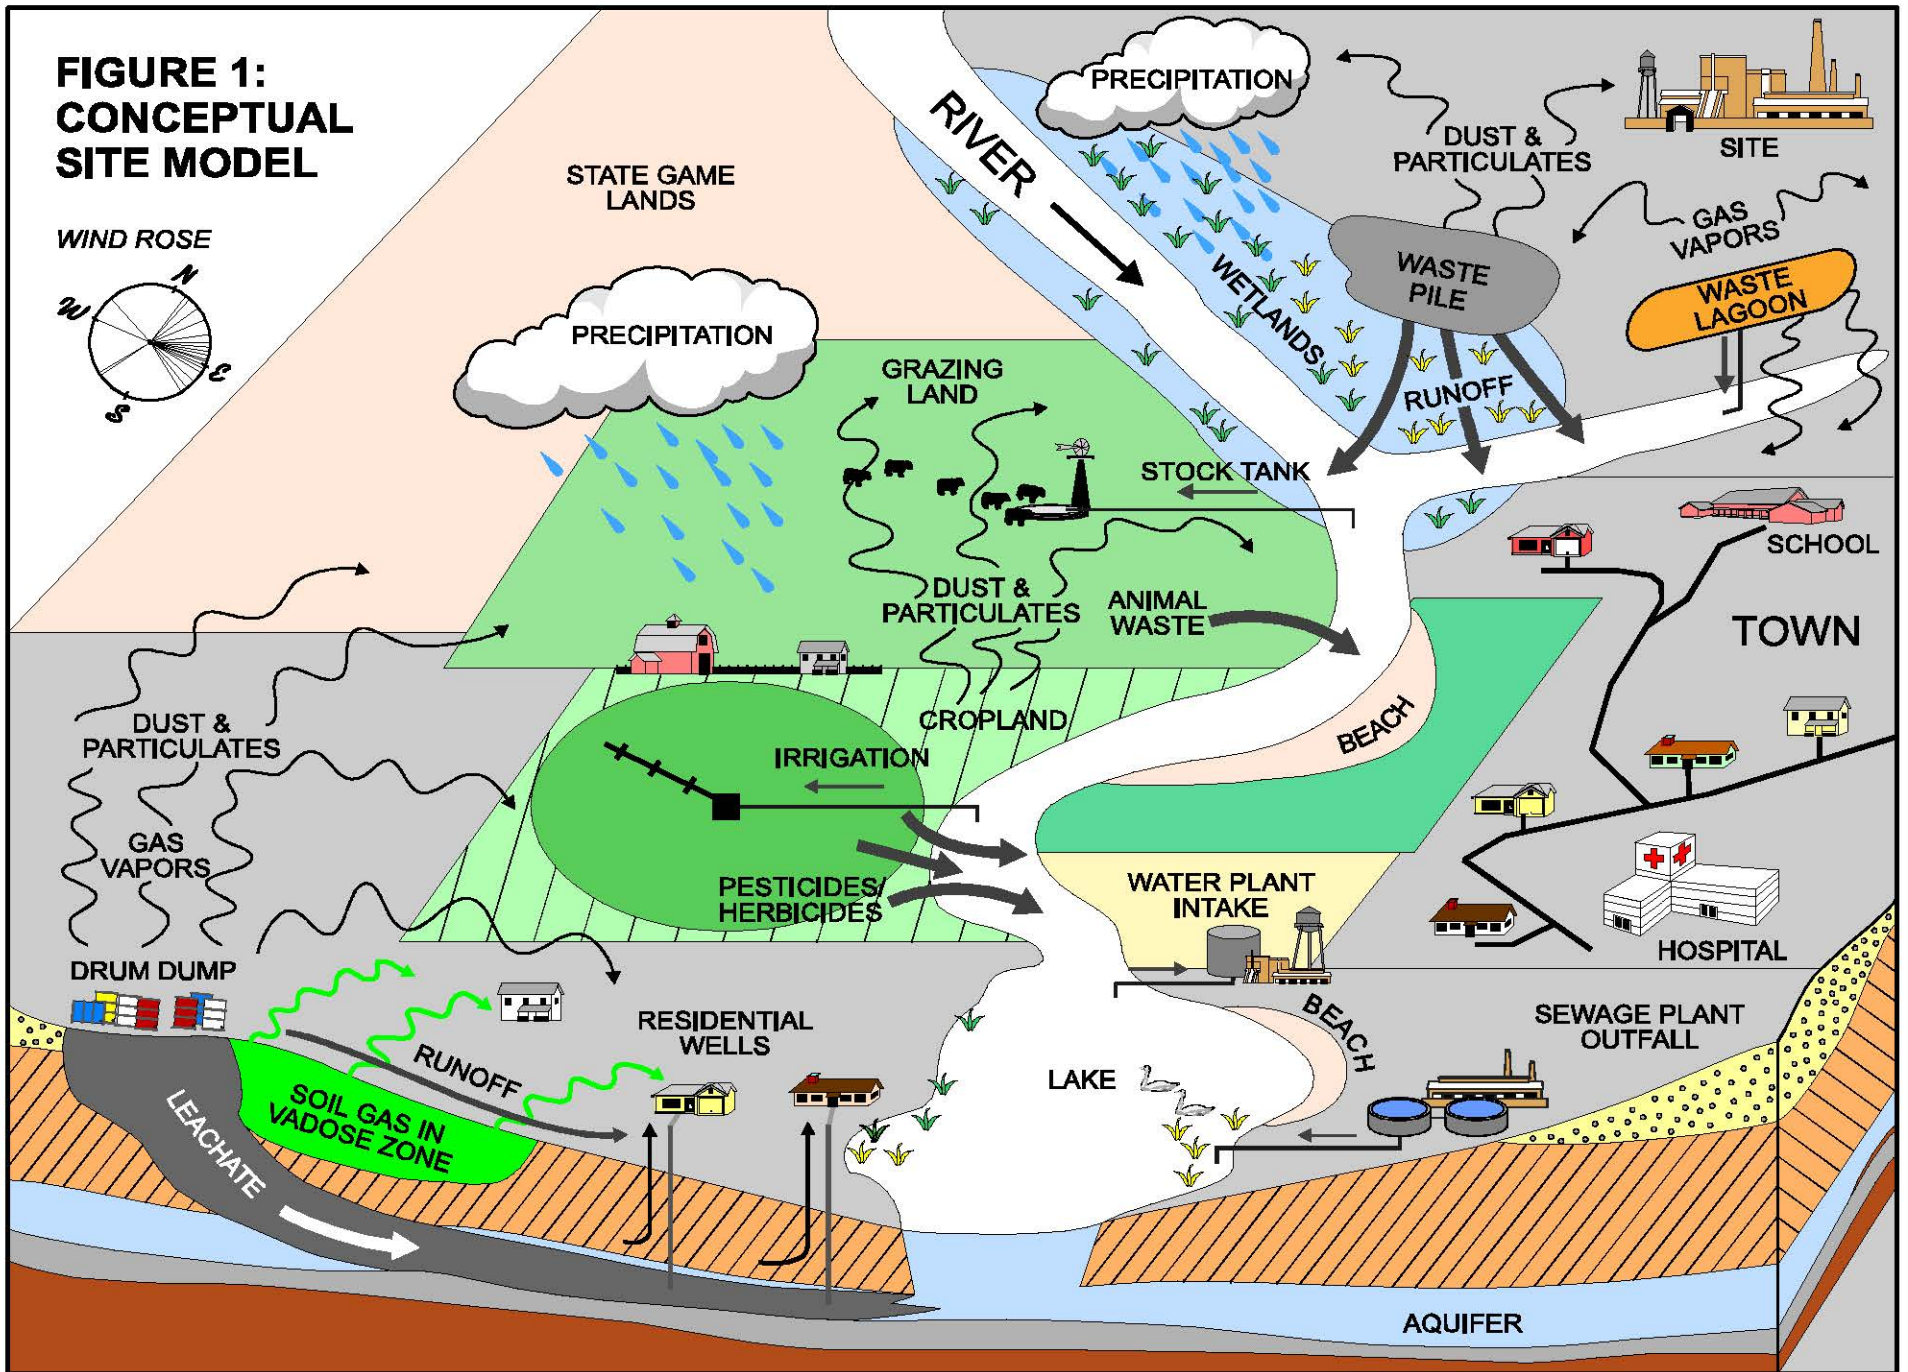 FIGURE 1:
CONCEPTUAL
SITE MODEL
WIND ROSE
N
W
E
S
STATE GAME
LANDS
PRECIPITATION
RIVER
PRECIPITATION
WETLANDS
DUST &
PARTICULATES
SITE
GAS
VAPORS
WASTE
PILE
WASTE
LAGOON
RUNOFF
GRAZING
LAND
STOCK TANK
SCHOOL
TOWN
DUST &
PARTICULATES
ANIMAL
WASTE
CROPLAND
BEACH
IRRIGATION
DUST &
PARTICULATES
GAS
VAPORS
PESTICIDES/
HERBICIDES
WATER PLANT
INTAKE
HOSPITAL
DRUM DUMP
RESIDENTIAL
WELLS
RUNOFF
SOIL GAS IN
VADOSE ZONE
LEACHATE
LAKE
BEACH
SEWAGE PLANT
OUTFALL
AQUIFER